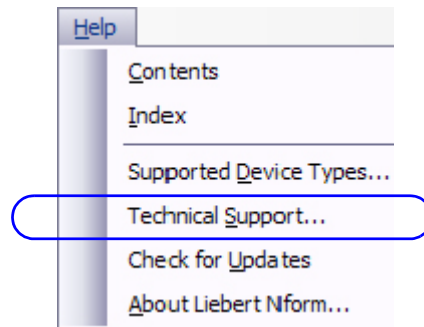 Help
Contents
Index
Supported Device Types...
Technical Support...
Check for Updates
About Liebert Nform...